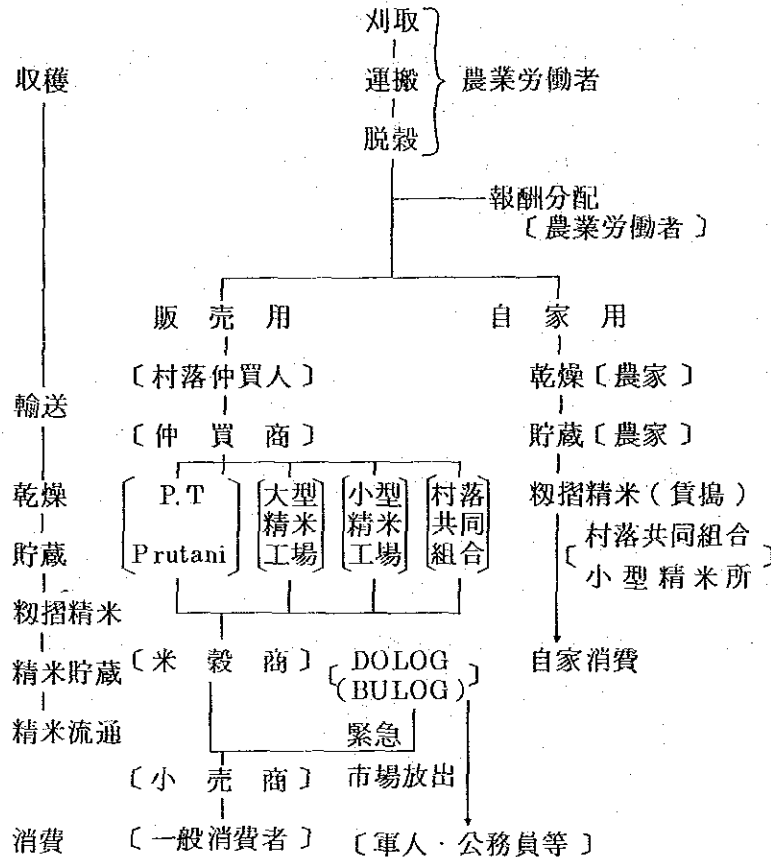 刈取
収穫 運搬 農業労働者
脱穀
報酬分配
〔農業労働者〕
販売用 自家用
〔村落仲買人〕 乾燥〔農家〕
輸送
〔仲買商〕 貯蔵〔農家〕
乾燥 P.T 大型 小型 村落 籾摺精米(賃搗)
精米 精米 共同
貯蔵 Prutani 工場 工場 組合 村落共同組合
小型精米所
籾摺精米
精米貯蔵 〔米穀商〕 DOLOG 自家消費
(BULOG)
精米流通 緊急
〔小売商〕 市場放出
消費 〔一般消費者〕 〔軍人・公務員等〕